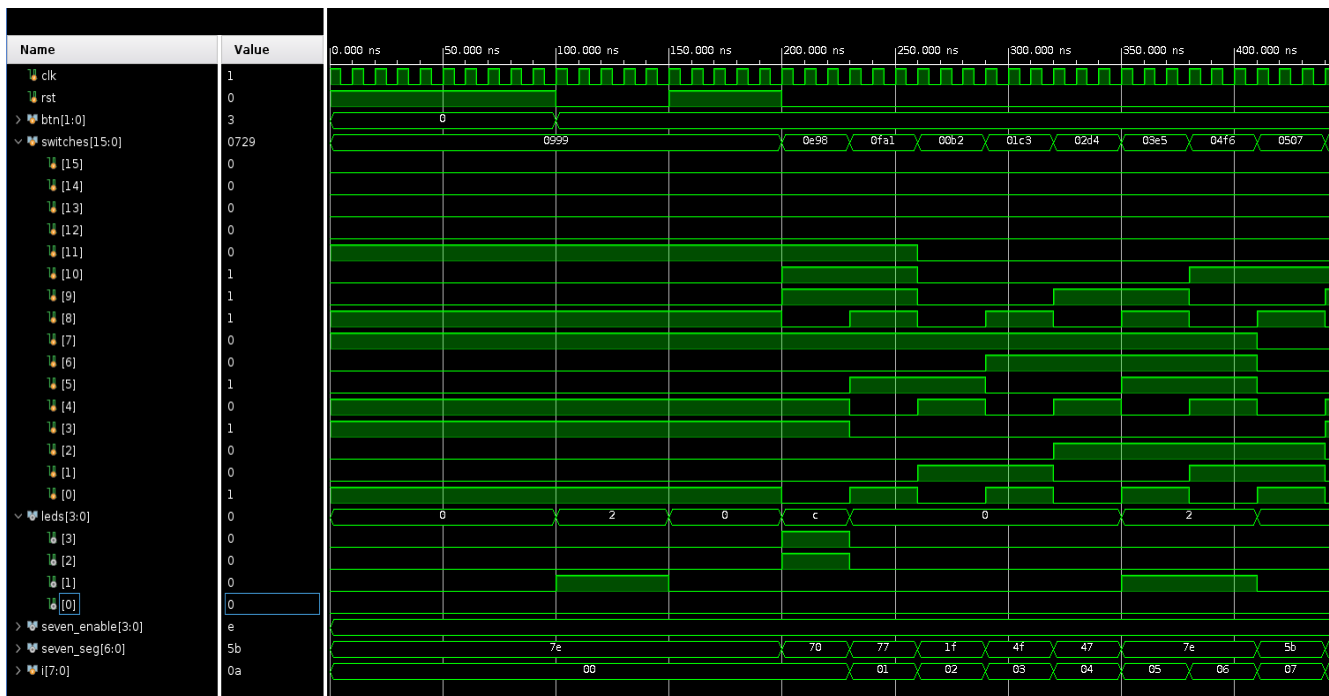 Name Value 0.000 ns 50.000 ns 100.000 ns 150.000 ns 200.000 ns 250.000 ns 300.000 ns 350.000 ns 400.000 ns
clk 1
rst 0
btn[1:0] 3 0
switches[15:0] 0729 0999 0e98 0fa1 00b2 01c3 02d4 03e5 04f6 0507
[15] 0
[14] 0
[13] 0
[12] 0
[11] 0
[10] 1
[9] 1
[8] 1
[7] 0
[6] 0
[5] 1
[4] 0
[3] 1
[2] 0
[1] 0
[0] 1
leds[3:0] 0 0 2 0 c 0 2
[3] 0
[2] 0
[1] 0
[0] 0
seven_enable[3:0] e
seven_seg[6:0] 5b 7e 70 77 1f 4f 47 7e 5b
i[7:0] 0a 00 01 02 03 04 05 06 07